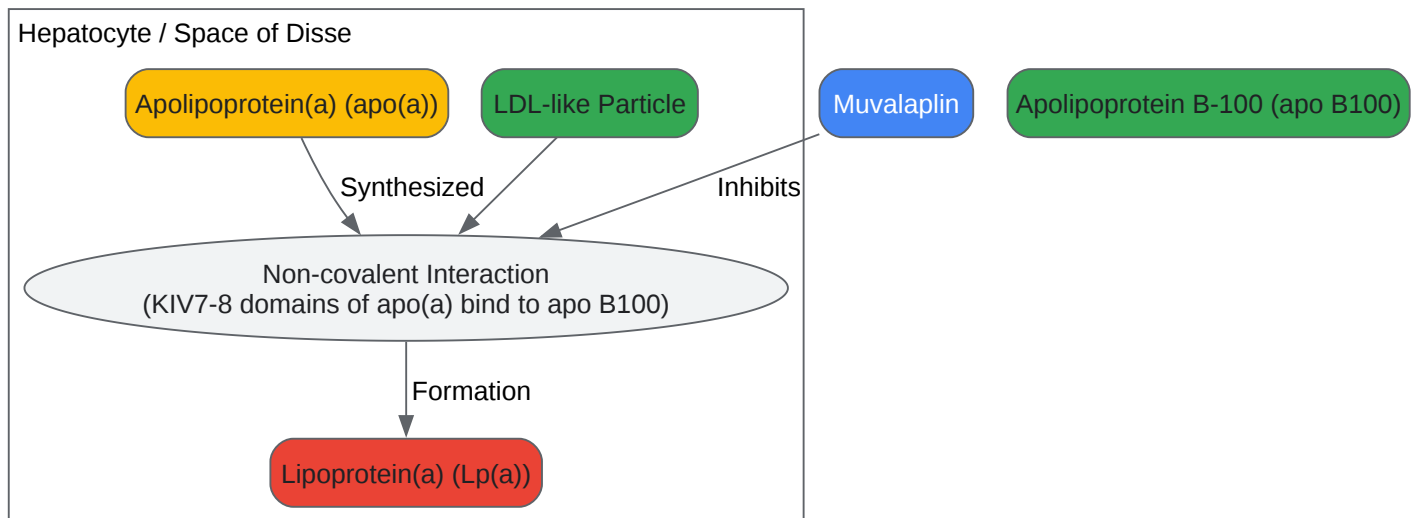 Hepatocyte / Space of Disse
Apolipoprotein(a) (apo(a))
LDL-like Particle
Muvalaplin
Apolipoprotein B-100 (apo B100)
Synthesized
Inhibits
Non-covalent Interaction
(KIV7-8 domains of apo(a) bind to apo B100)
Formation
Lipoprotein(a) (Lp(a))